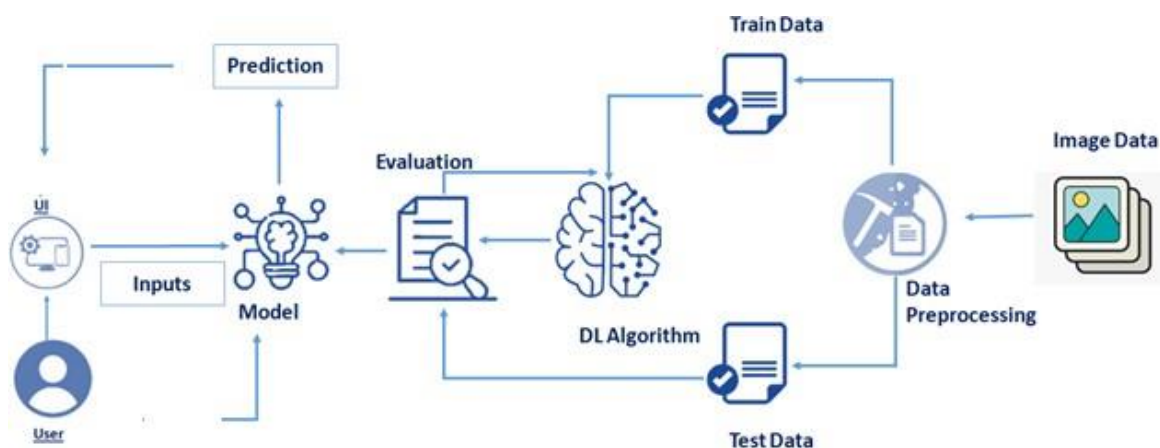 Train Data
Prediction
Image Data
Evaluation
UI
Inputs
Model
Data
Preprocessing
DL Algorithm
User
Test Data